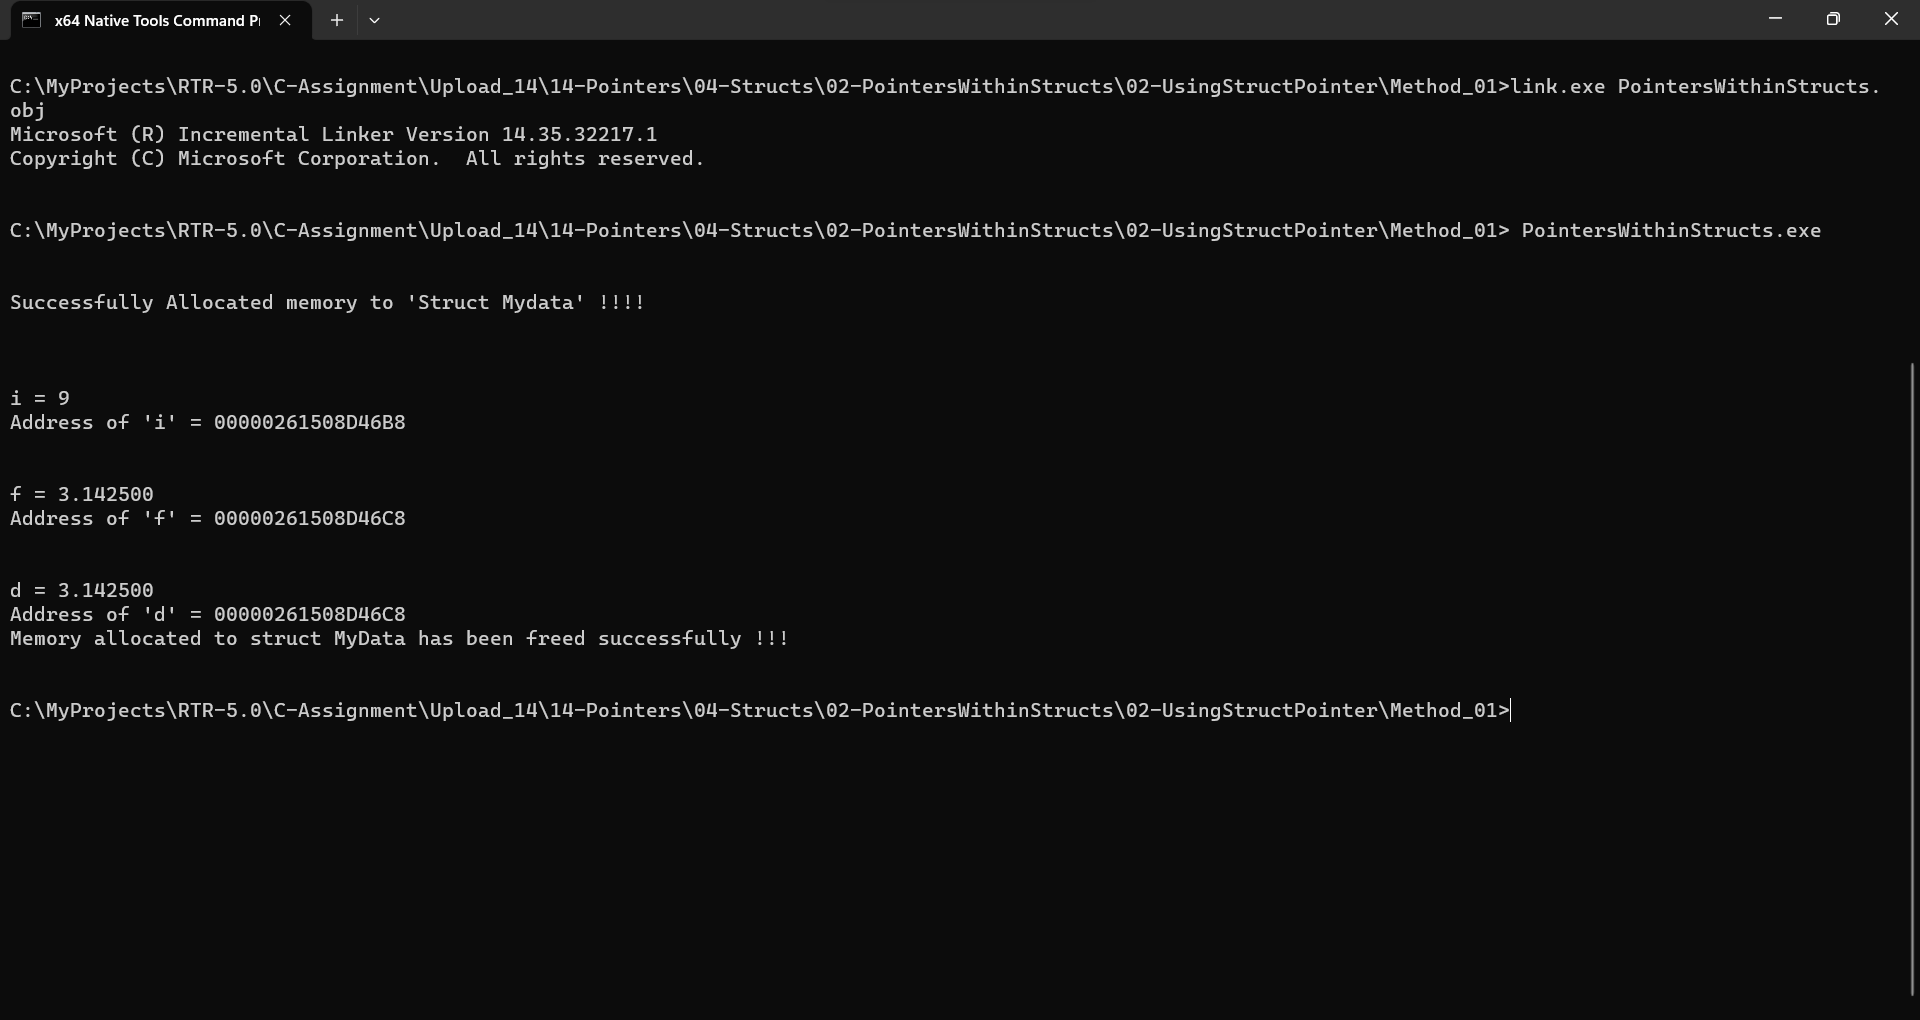 x64 Native Tools Command P
C:\MyProjects\RTR-5.0\C-Assignment\Upload_14\14-Pointers\04-Structs\02-PointersWithinStructs\02-UsingStructPointer\Method_01>link.exe PointersWithinStructs.
obj
Microsoft (R) Incremental Linker Version 14.35.32217.1
Copyright (C) Microsoft Corporation.  All rights reserved.
C:\MyProjects\RTR-5.0\C-Assignment\Upload_14\14-Pointers\04-Structs\02-PointersWithinStructs\02-UsingStructPointer\Method_01> PointersWithinStructs.exe
Successfully Allocated memory to 'Struct Mydata' !!!!
i = 9
Address of 'i' = 00000261508D46B8
f = 3.142500
Address of 'f' = 00000261508D46C8
d = 3.142500
Address of 'd' = 00000261508D46C8
Memory allocated to struct MyData has been freed successfully !!!
C:\MyProjects\RTR-5.0\C-Assignment\Upload_14\14-Pointers\04-Structs\02-PointersWithinStructs\02-UsingStructPointer\Method_01>